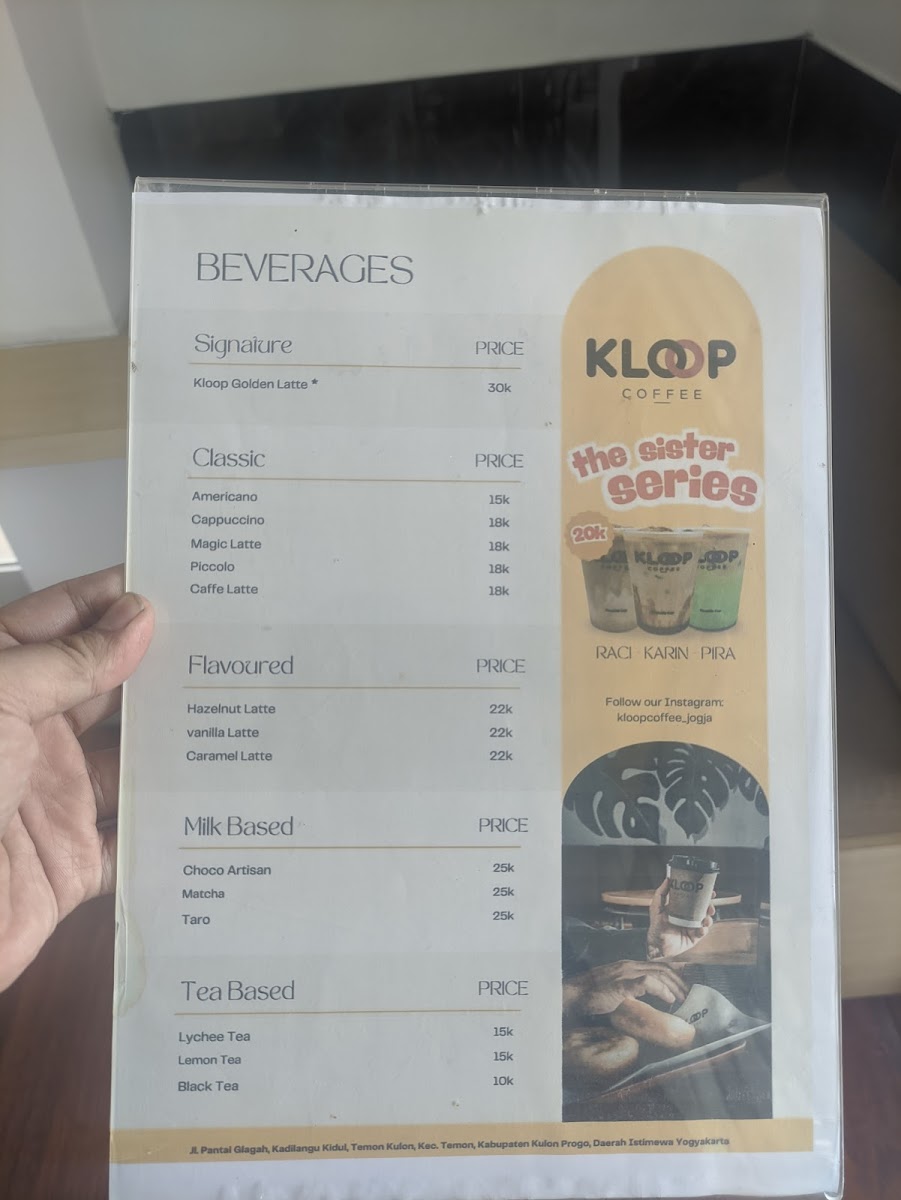 BEVERAGES
Signature PRICE
Kloop Golden Latte * 30k
Classic PRICE
Americano 15k
Cappuccino 18k
Magic Latte 18k
Piccolo 18k
Caffe Latte 18k
Flavoured PRICE
Hazelnut Latte 22k
vanilla Latte 22k
Caramel Latte 22k
Milk Based PRICE
Choco Artisan 25k
Matcha 25k
Taro 25k
Tea Based PRICE
Lychee Tea 15k
Lemon Tea 15k
Black Tea 10k
KLOOP
COFFEE
the sister
series
20k
KLOOP
COFFEE
RACI KARIN PIRA
Follow our Instagram:
kloopcoffee_jogja
KLOOP
Jl. Pantai Glagah, Kadilangu Kidul, Temon Kulon, Kec. Temon, Kabupaten Kulon Progo, Daerah Istimewa Yogyakarta